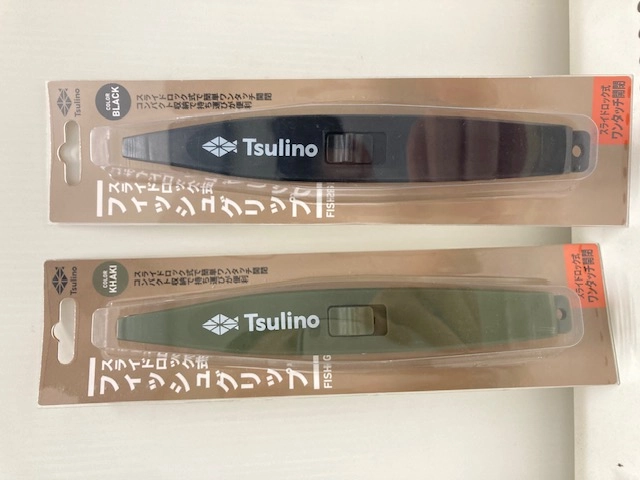 Tsulino
COLOR
BLACK
スライドロック式で簡単ワンタッチ開閉
コンパクト収納で持ち運びが便利
スライドロック式
ワンタッチ開閉
Tsulino
スライドロック式
フィッシュグリップ
Tsulino
COLOR
KHAKI
スライドロック式で簡単ワンタッチ開閉
コンパクト収納で持ち運びが便利
スライドロック式
ワンタッチ開閉
Tsulino
スライドロック式
フィッシュグリップ
FISH G